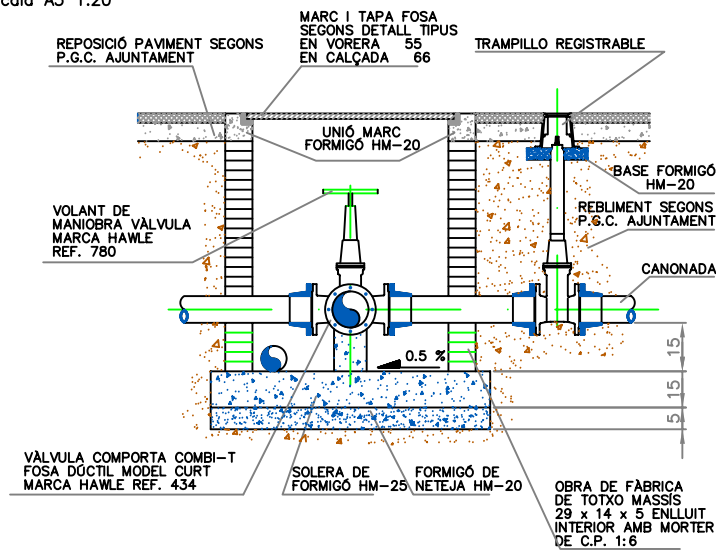 Escala A3 1:20
MARC I TAPA FOSA
SEGONS DETALL TIPUS
EN VORERA 55
EN CALÇADA 66
REPOSICIÓ PAVIMENT SEGONS
P.G.C. AJUNTAMENT
TRAMPILLO REGISTRABLE
UNIÓ MARC
FORMIGÓ HM-20
BASE FORMIGÓ
HM-20
VOLANT DE
MANIOBRA VÀLVULA
MARCA HAWLE
REF. 780
REBLIMENT SEGONS
P.G.C. AJUNTAMENT
CANONADA
0.5 %
15
15
5
VÀLVULA COMPORTA COMBI-T
FOSA DÚCTIL MODEL CURT
MARCA HAWLE REF. 434
SOLERA DE
FORMIGÓ HM-25
FORMIGÓ DE
NETEJA HM-20
OBRA DE FÀBRICA
DE TOTXO MASSÍS
29 x 14 x 5 ENLLUIT
INTERIOR AMB MORTER
DE C.P. 1:6